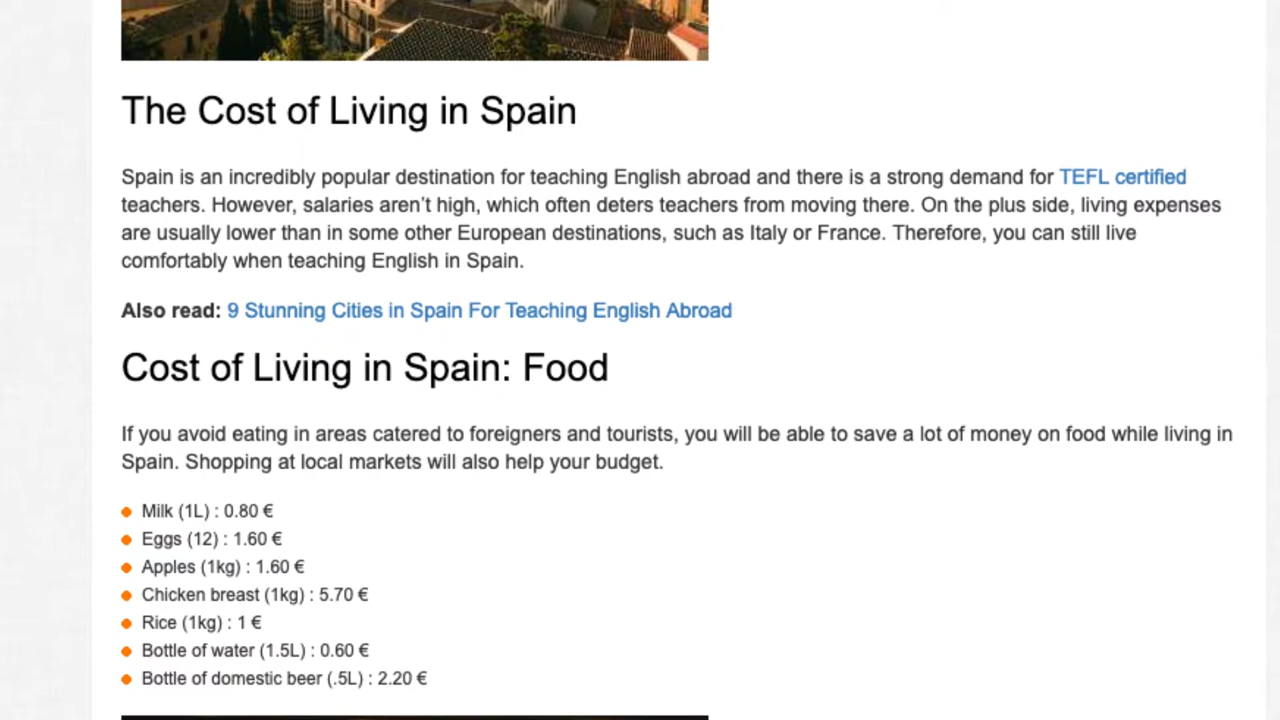 The Cost of Living in Spain
Spain is an incredibly popular destination for teaching English abroad and there is a strong demand for TEFL certified
teachers. However, salaries aren’t high, which often deters teachers from moving there. On the plus side, living expenses
are usually lower than in some other European destinations, such as Italy or France. Therefore, you can still live
comfortably when teaching English in Spain.
Also read: 9 Stunning Cities in Spain For Teaching English Abroad
Cost of Living in Spain: Food
If you avoid eating in areas catered to foreigners and tourists, you will be able to save a lot of money on food while living in
Spain. Shopping at local markets will also help your budget.
Milk (1L) : 0.80 €
Eggs (12) : 1.60 €
Apples (1kg) : 1.60 €
Chicken breast (1kg) : 5.70 €
Rice (1kg) : 1 €
Bottle of water (1.5L) : 0.60 €
Bottle of domestic beer (.5L) : 2.20 €